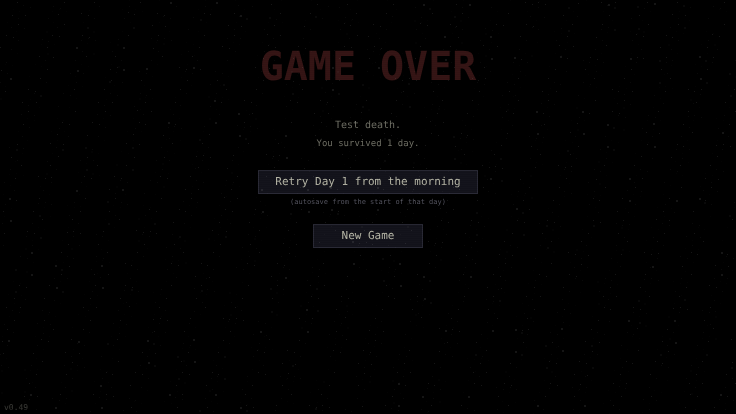 GAME OVER
Test death.
You survived 1 day.
Retry Day 1 from the morning
(autosave from the start of that day)
New Game
v0.49